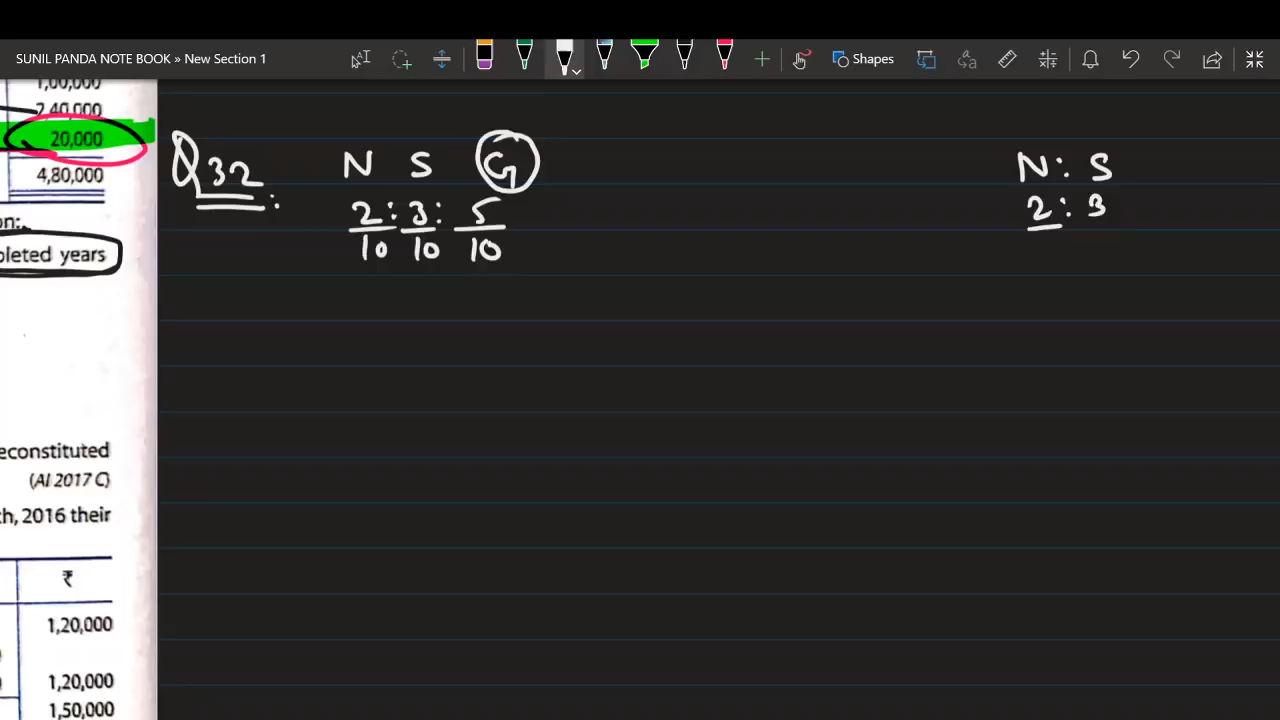 SUNIL PANDA NOTE BOOK » New Section 1
Shapes
1,00,000
2,40,000
20,000
4,80,000
on:
pleted years
econstituted
(AI 2017 C)
ch, 2016 their
₹
1,20,000
1,20,000
1,50,000
Q32 N S G
2 : 3 : 5
10 10 10
N : S
2 : 3